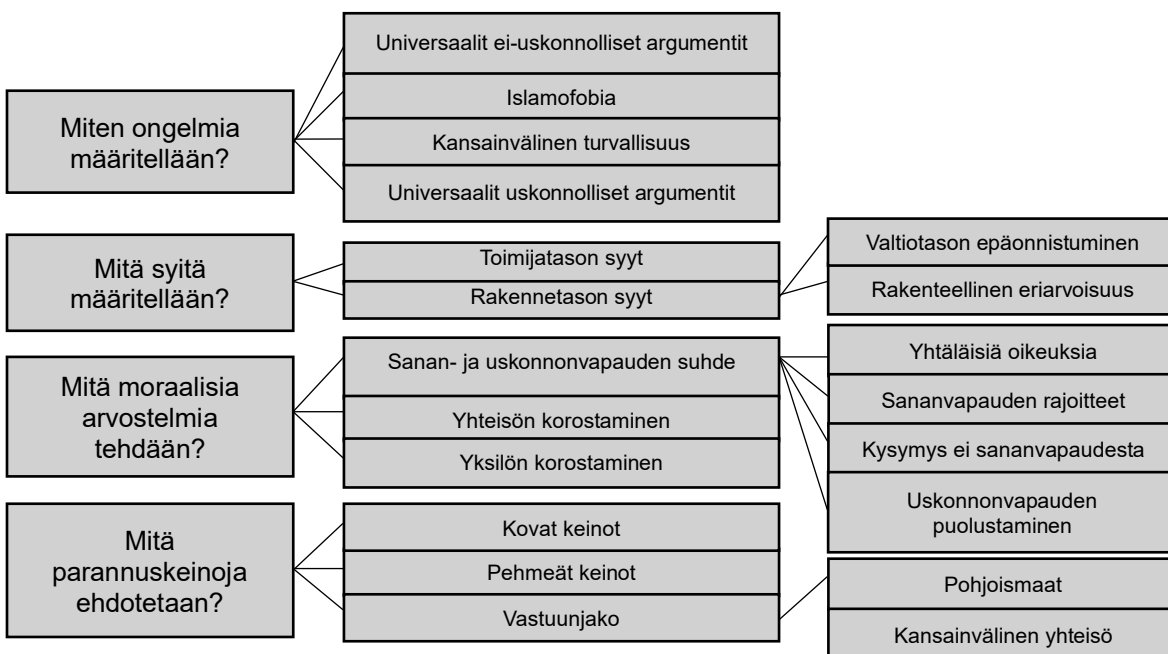 Miten ongelmia
määritellään?
Universaalit ei-uskonnolliset argumentit
Islamofobia
Kansainvälinen turvallisuus
Universaalit uskonnolliset argumentit
Mitä syitä
määritellään?
Toimijatason syyt
Rakennetason syyt
Valtiotason epäonnistuminen
Rakenteellinen eriarvoisuus
Mitä moraalisia
arvostelmia
tehdään?
Sanan- ja uskonnonvapauden suhde
Yhteisön korostaminen
Yksilön korostaminen
Yhtäläisiä oikeuksia
Sananvapauden rajoitteet
Kysymys ei sananvapaudesta
Uskonnonvapauden
puolustaminen
Mitä
parannuskeinoja
ehdotetaan?
Kovat keinot
Pehmeät keinot
Vastuunjako
Pohjoismaat
Kansainvälinen yhteisö